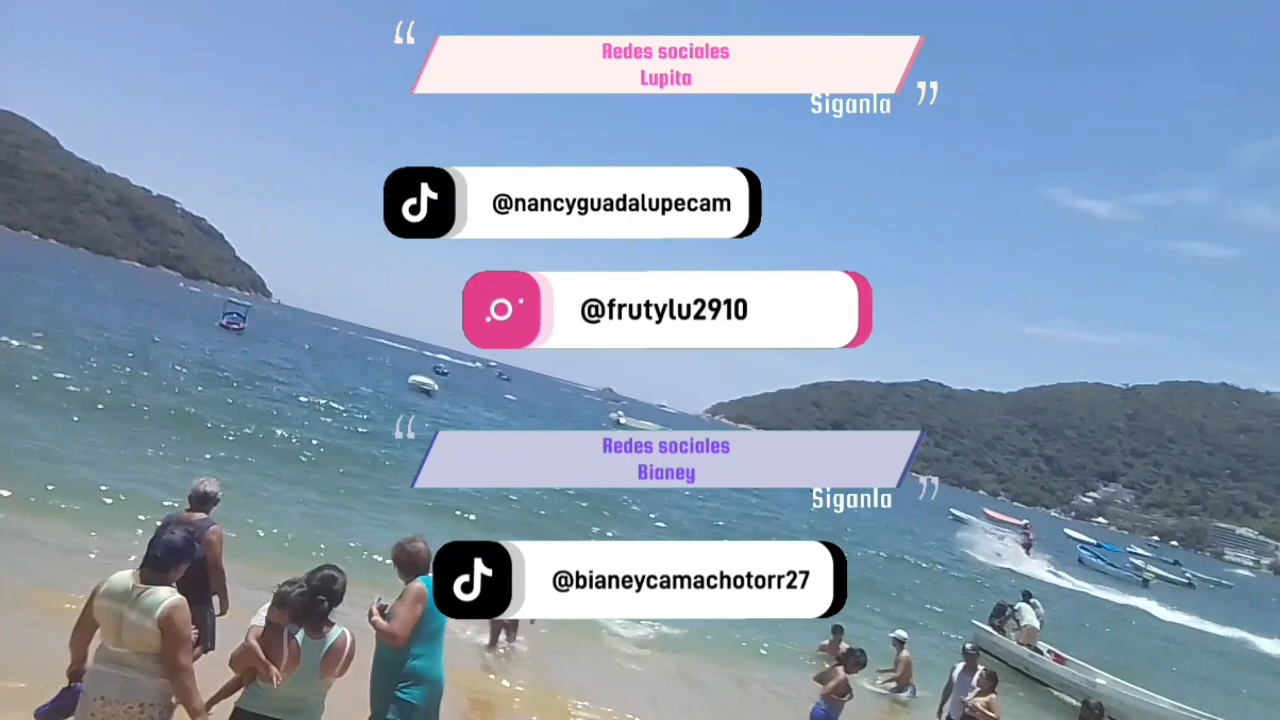 Redes sociales
Lupita
Siganla
@nancyguadalupecam
@frutylu2910
Redes sociales
Bianey
Siganla
@bianeycamachotorr27